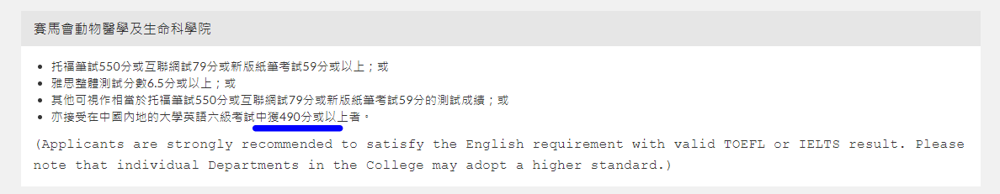 賽馬會動物醫學及生命科學院
托福筆試550分或互聯網試79分或新版紙筆考試59分或以上；或
雅思整體測試分數6.5分或以上；或
其他可視作相當於托福筆試550分或互聯網試79分或新版紙筆考試59分的測試成績；或
亦接受在中國內地的大學英語六級考試中獲490分或以上者。
(Applicants are strongly recommended to satisfy the English requirement with valid TOEFL or IELTS result. Please
note that individual Departments in the College may adopt a higher standard.)